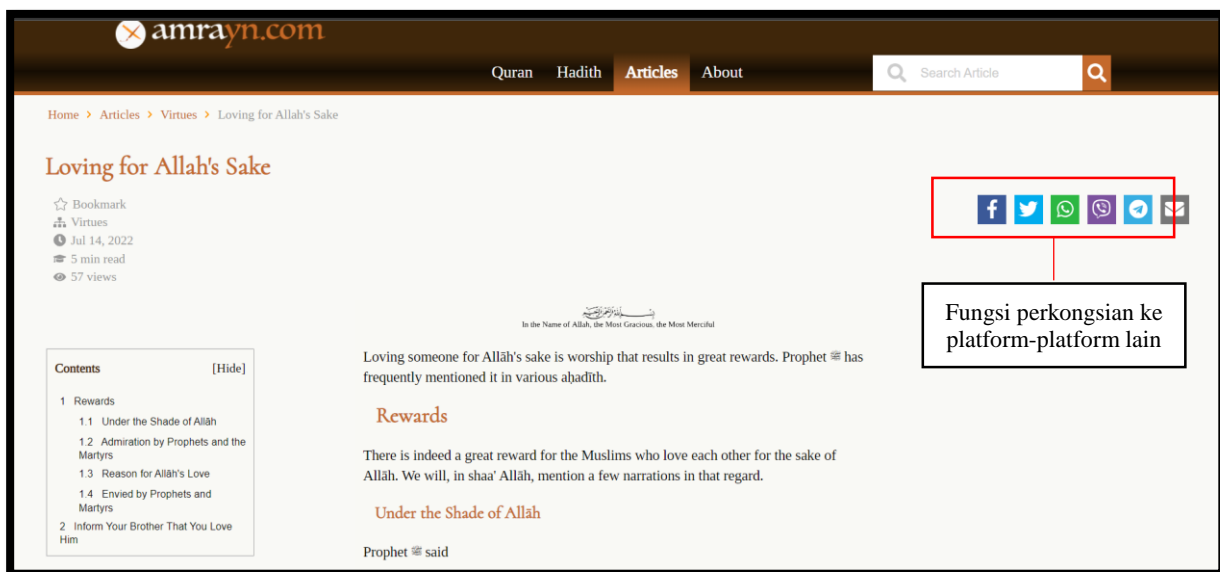 amrayn.com
Quran Hadith Articles About
Search Article
Home > Articles > Virtues > Loving for Allah's Sake
Loving for Allah's Sake
Bookmark
Virtues
Jul 14, 2022
5 min read
57 views
Fungsi perkongsian ke
platform-platform lain
In the Name of Allah, the Most Gracious, the Most Merciful
Contents [Hide]
1 Rewards
1.1 Under the Shade of Allāh
1.2 Admiration by Prophets and the
Martyrs
1.3 Reason for Allāh's Love
1.4 Envied by Prophets and
Martyrs
2 Inform Your Brother That You Love
Him
Loving someone for Allāh's sake is worship that results in great rewards. Prophet ﷺ has
frequently mentioned it in various aḥadīth.
Rewards
There is indeed a great reward for the Muslims who love each other for the sake of
Allāh. We will, in shaa' Allāh, mention a few narrations in that regard.
Under the Shade of Allāh
Prophet ﷺ said